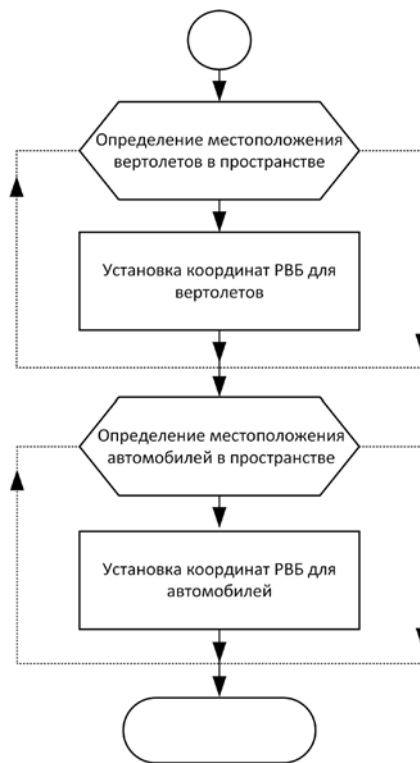 Определение местоположения
вертолетов в пространстве
Установка координат РВБ для
вертолетов
Определение местоположения
автомобилей в пространстве
Установка координат РВБ для
автомобилей